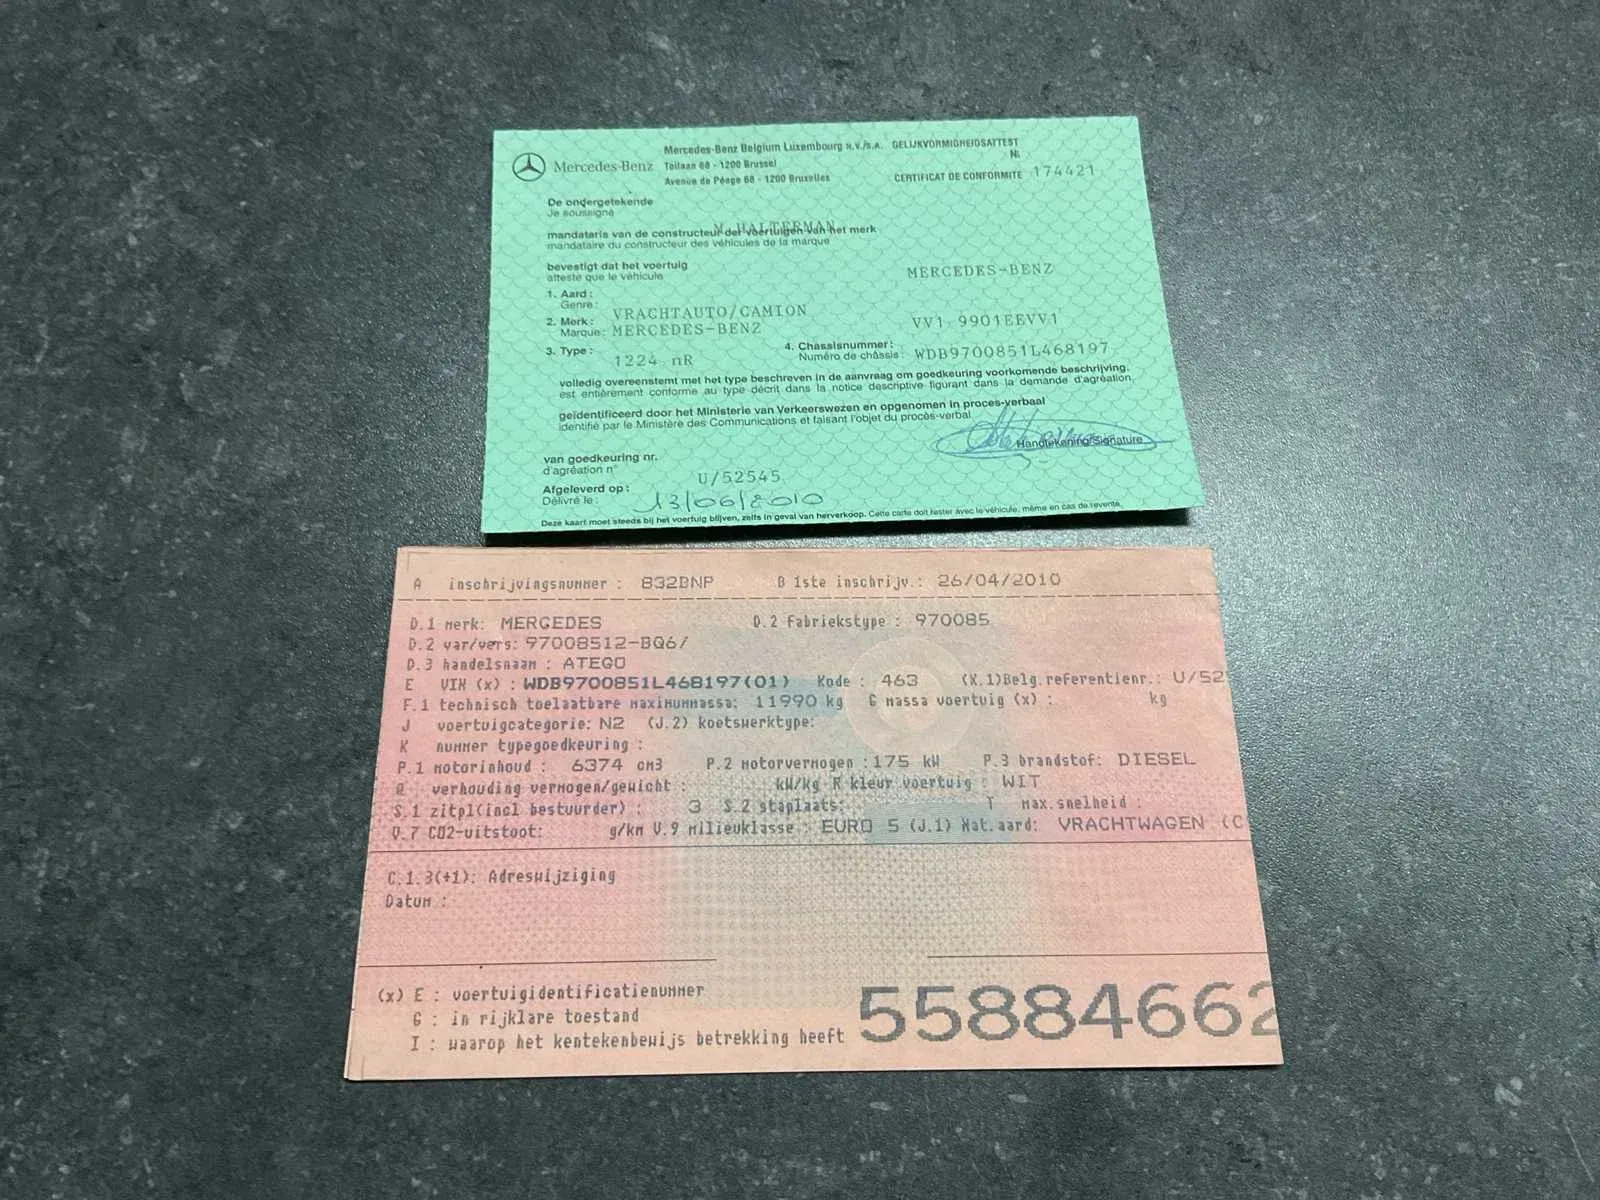 Mercedes-Benz
Mercedes-Benz Belgium Luxembourg N.V./S.A.
Tollaan 68 - 1200 Brussel
Avenue de Péage 68 - 1200 Bruxelles
GELIJKVORMIGHEIDSATTEST
Nº
CERTIFICAT DE CONFORMITE 174421
De ondergetekende
Je soussigné
M. HALTERMAN
mandataris van de constructeur der voertuigen van het merk
mandataire du constructeur des véhicules de la marque
bevestigt dat het voertuig
atteste que le véhicule
MERCEDES-BENZ
1. Aard :
Genre : VRACHTAUTO/CAMION
2. Merk :
Marque : MERCEDES-BENZ
VV1 9901EEVV1
3. Type : 1224 nR
4. Chassisnummer :
Numéro de châssis : WDB9700851L468197
volledig overeenstemt met het type beschreven in de aanvraag om goedkeuring voorkomende beschrijving.
est entièrement conforme au type décrit dans la notice descriptive figurant dans la demande d'agréation
geïdentificeerd door het Ministerie van Verkeerswezen en opgenomen in proces-verbaal
identifié par le Ministère des Communications et faisant l'objet du procès-verbal
Handtekening/Signature
van goedkeuring nr.
d'agréation n° U/52545
Afgeleverd op :
Délivré le : 13/06/2010
Deze kaart moet steeds bij het voertuig blijven, zelfs in geval van herverkoop. Cette carte doit rester avec le véhicule, même en cas de revente.
A inschrijvingsnummer : 832BNP B 1ste inschrijv.: 26/04/2010
D.1 merk: MERCEDES D.2 Fabriekstype : 970085
D.2 var/vers: 97008512-BQ6/
D.3 handelsnaam : ATEGO
E VIN (x) : WDB9700851L468197(01) Kode : 463 (K.1)Belg.referentienr.: U/52
F.1 technisch toelaatbare maximummassa: 11990 kg G massa voertuig (x) : kg
J voertuigcategorie: N2 (J.2) koetswerktype:
K nummer typegoedkeuring :
P.1 motorinhoud : 6374 cm3 P.2 motorvermogen : 175 kW P.3 brandstof: DIESEL
Q verhouding vermogen/gewicht : kW/kg R kleur voertuig : WIT
S.1 zitpl(incl bestuurder) : 3 S.2 staplaats: T max.snelheid :
V.7 CO2-uitstoot: g/km V.9 milieuklasse : EURO 5 (J.1) Nat.aard: VRACHTWAGEN (C
C.1.3(+1): Adreswijziging
Datum :
(x) E : voertuigidentificatienummer
G : in rijklare toestand
I : waarop het kentekenbewijs betrekking heeft
55884662